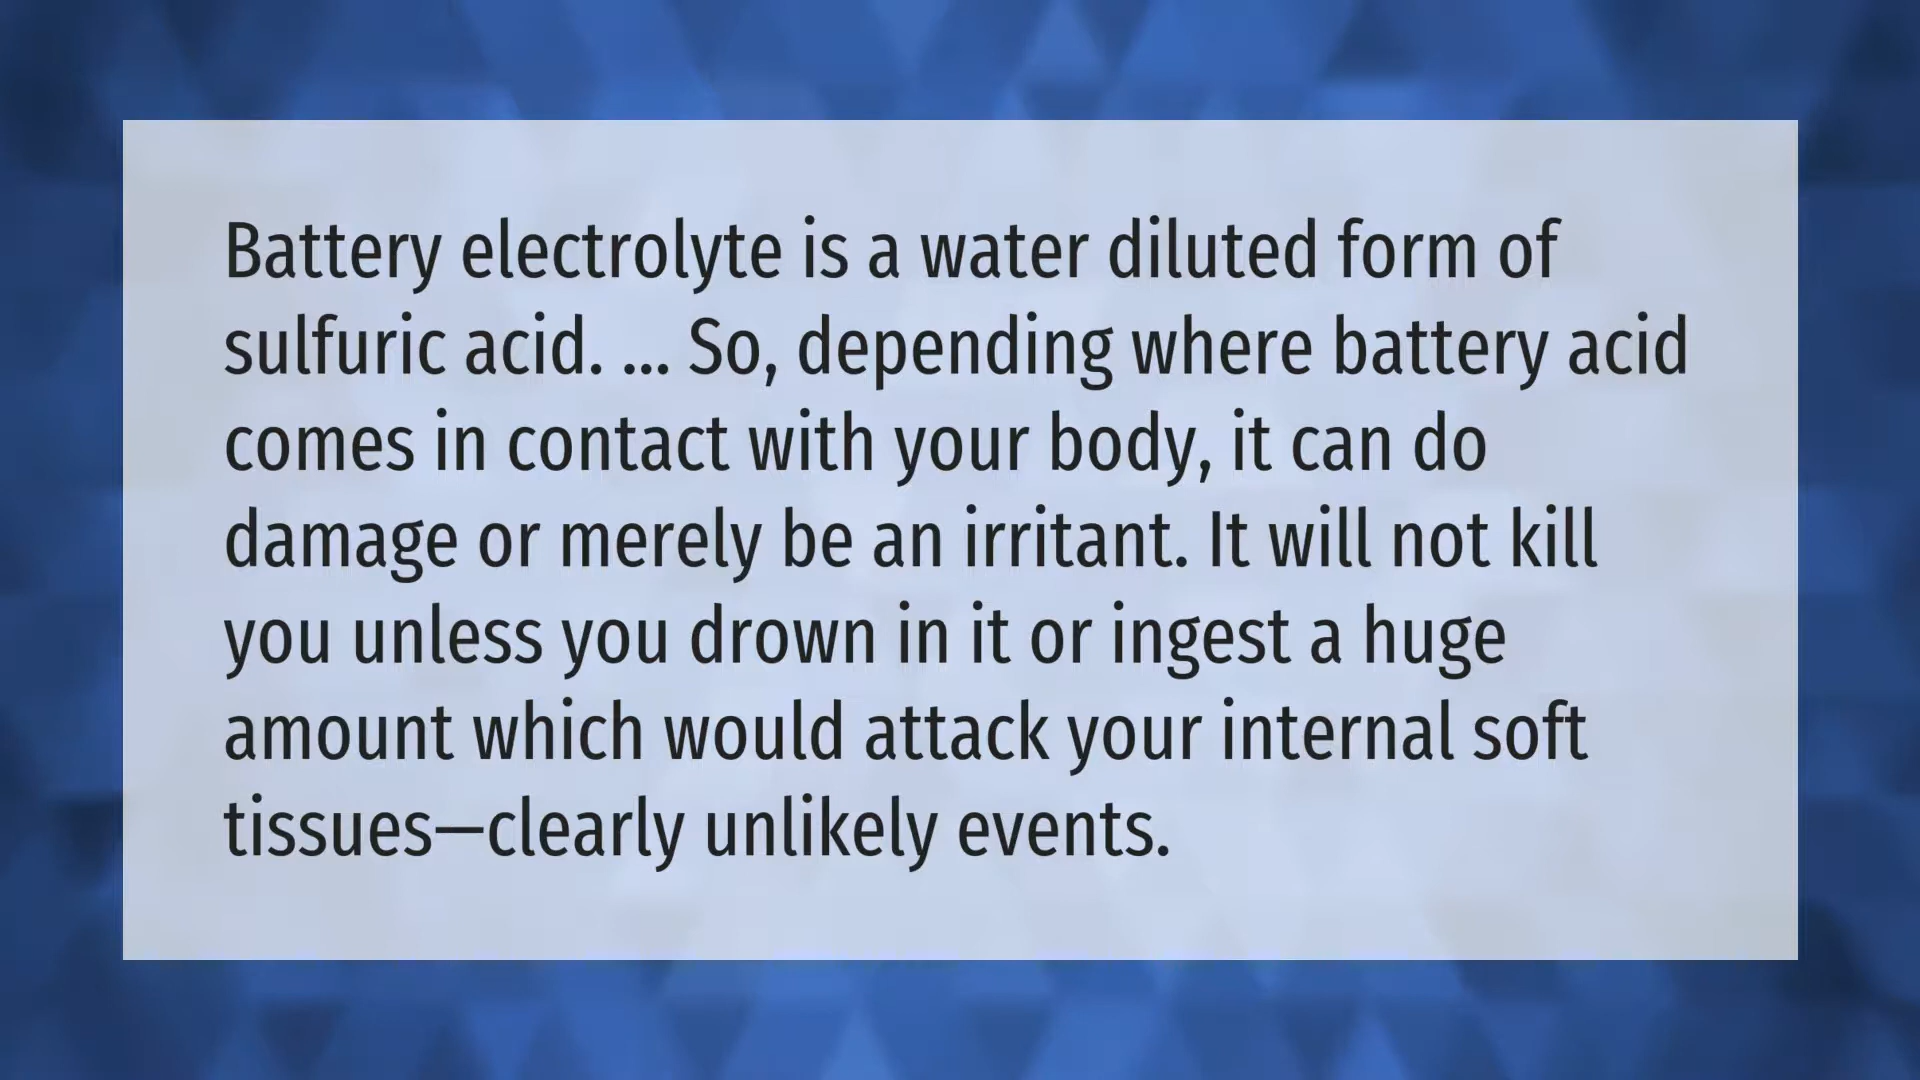 Battery electrolyte is a water diluted form of
sulfuric acid. ... So, depending where battery acid
comes in contact with your body, it can do
damage or merely be an irritant. It will not kill
you unless you drown in it or ingest a huge
amount which would attack your internal soft
tissues—clearly unlikely events.